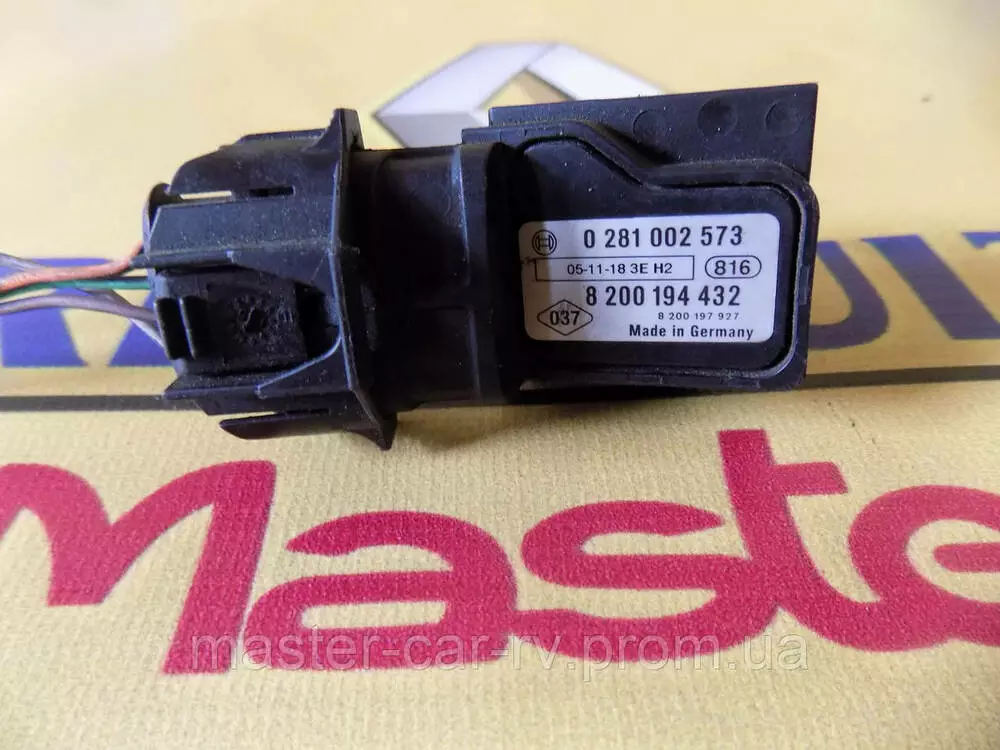 0 281 002 573
05-11-18 3E H2
816
8 200 194 432
037
8 200 197 927
Made in Germany
Maste
master-car-rv.prom.ua